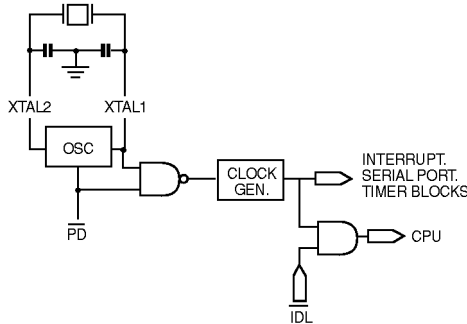 XTAL2
XTAL1
OSC
PD
CLOCK
GEN.
INTERRUPT.
SERIAL PORT.
TIMER BLOCKS
CPU
IDL